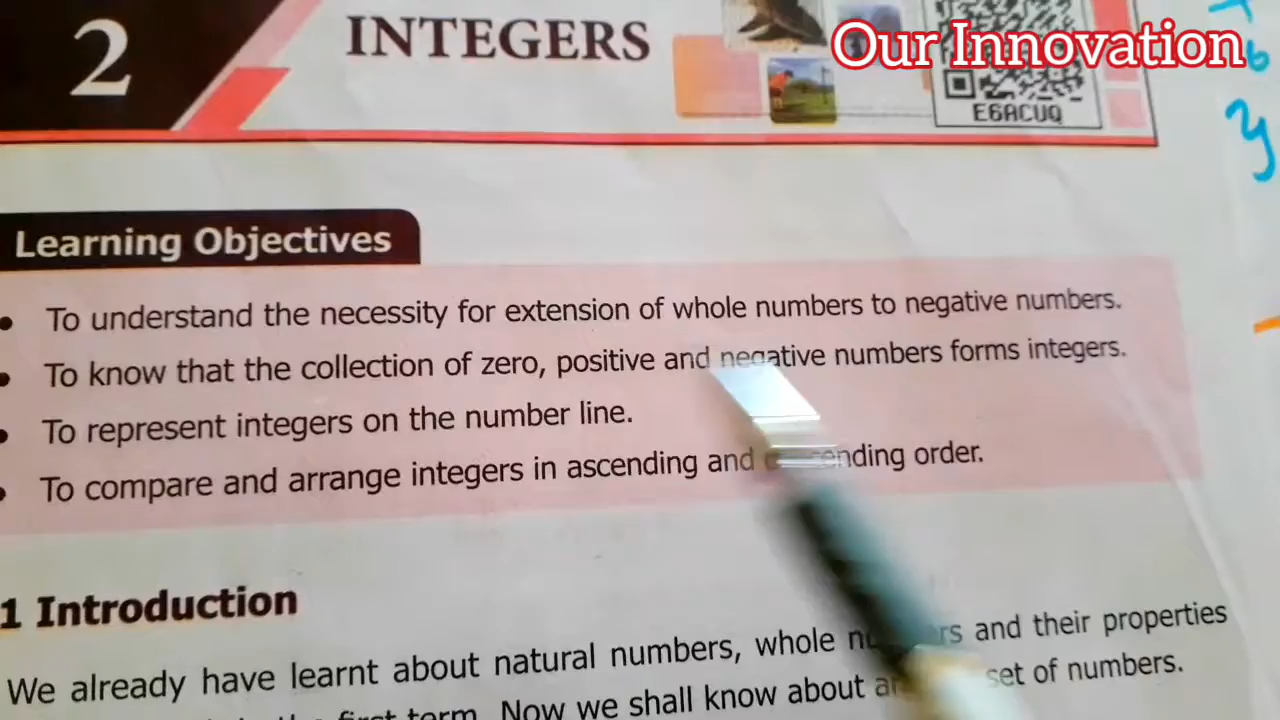 2
INTEGERS
Our Innovation
E6ACUQ
y
Learning Objectives
• To understand the necessity for extension of whole numbers to negative numbers.
• To know that the collection of zero, positive and negative numbers forms integers.
• To represent integers on the number line.
• To compare and arrange integers in ascending and order.
1 Introduction
We already have learnt about natural numbers, whole and their properties
first term. Now we shall know about set of numbers.